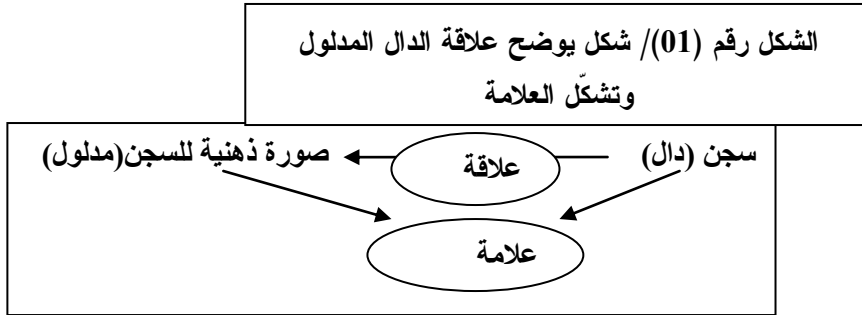 الشكل رقم (01)/ شكل يوضح علاقة الدال المدلول
وتشكّل العلامة
سجن (دال) علاقة صورة ذهنية للسجن(مدلول)
علامة